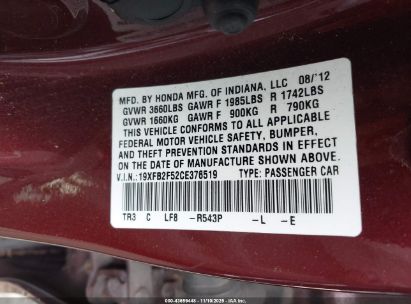 MFD. BY HONDA MFG. OF INDIANA, LLC 08/'12
GVWR 3660LBS GAWR F 1985LBS R 1742LBS
GVWR 1660KG GAWR F 900KG R 790KG
THIS VEHICLE CONFORMS TO ALL APPLICABLE
FEDERAL MOTOR VEHICLE SAFETY, BUMPER,
AND THEFT PREVENTION STANDARDS IN EFFECT
ON THE DATE OF MANUFACTURE SHOWN ABOVE.
V.I.N.: 19XFB2F52CE376519 TYPE: PASSENGER CAR
TR3 C LF8 -R543P -L -E